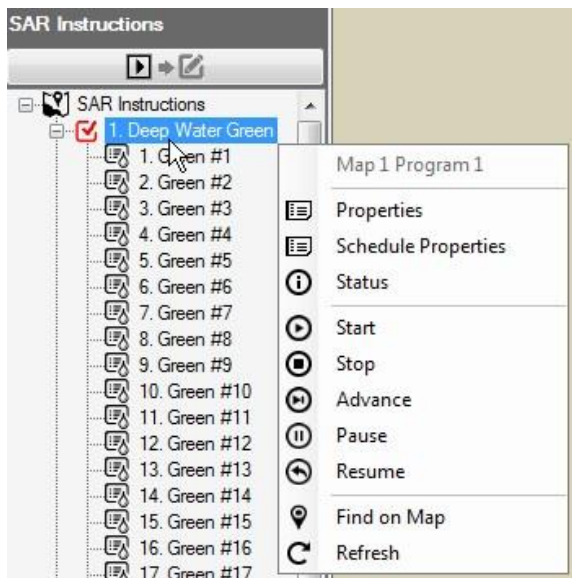 SAR Instructions
SAR Instructions
1. Deep Water Green
1. Green #1
2. Green #2
3. Green #3
4. Green #4
5. Green #5
6. Green #6
7. Green #7
8. Green #8
9. Green #9
10. Green #10
11. Green #11
12. Green #12
13. Green #13
14. Green #14
15. Green #15
16. Green #16
17. Green #17
Map 1 Program 1
Properties
Schedule Properties
Status
Start
Stop
Advance
Pause
Resume
Find on Map
Refresh